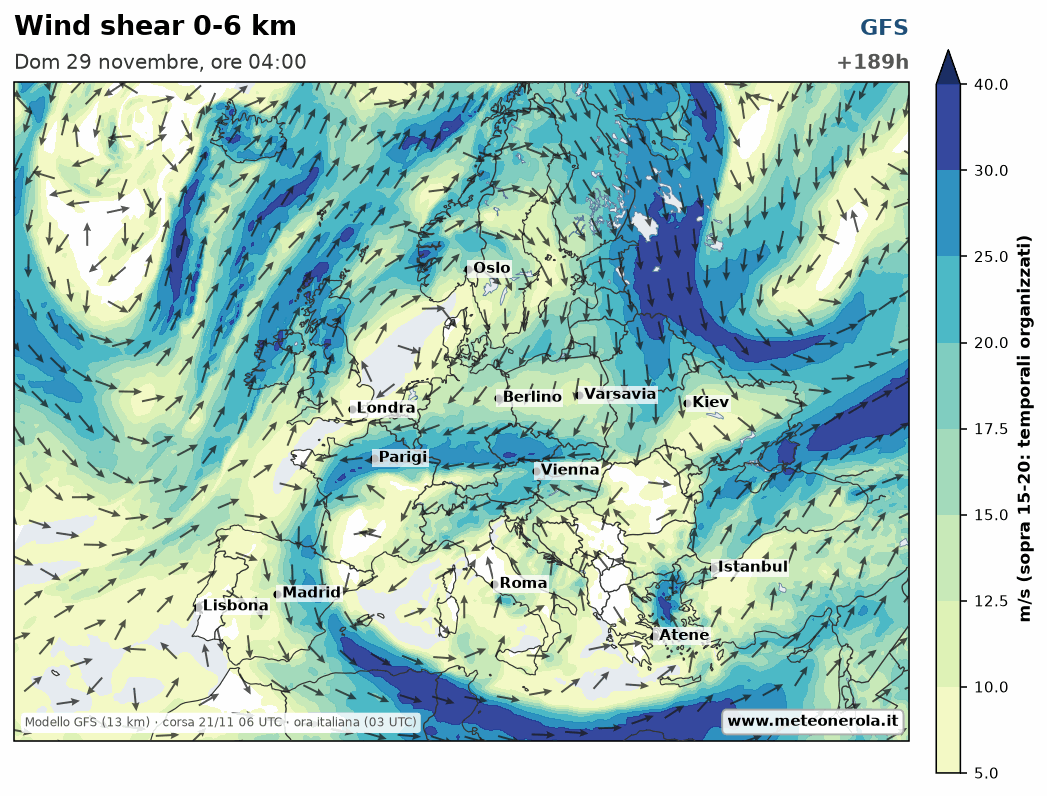 Wind shear 0-6 km
GFS
Dom 29 novembre, ore 04:00
+189h
Oslo
Londra
Berlino
Varsavia
Kiev
Parigi
Vienna
Istanbul
Roma
Madrid
Lisbona
Atene
Modello GFS (13 km) · corsa 21/11 06 UTC · ora italiana (03 UTC)
www.meteonerola.it
40.0
30.0
25.0
20.0
17.5
15.0
12.5
10.0
5.0
m/s (sopra 15-20: temporali organizzati)